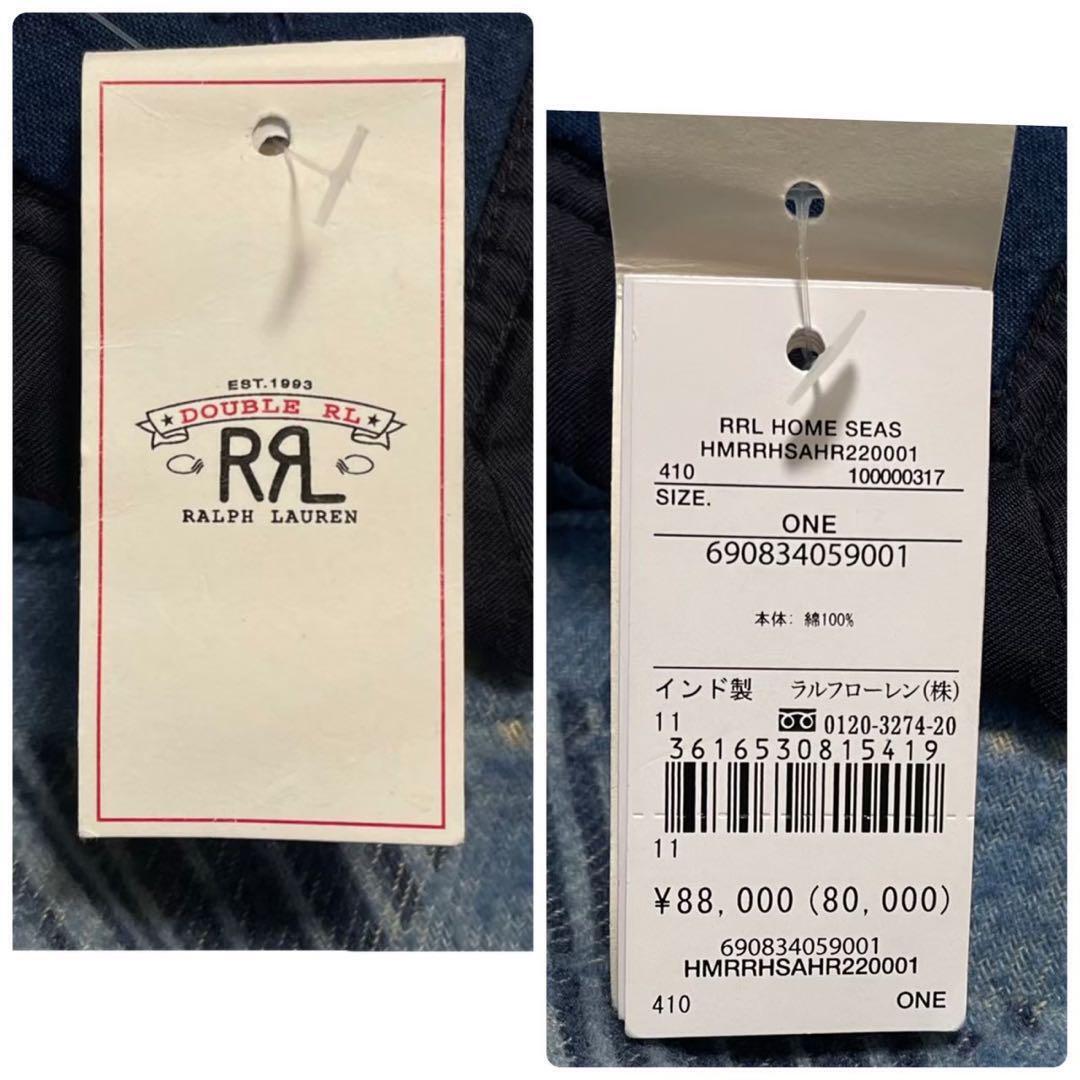 EST.1993
DOUBLE RL
RRL
RALPH LAUREN
RRL HOME SEAS
HMRRHSAHR220001
410 100000317
SIZE.
ONE
690834059001
本体: 綿100%
インド製 ラルフローレン(株)
11 0120-3274-20
3616530815419
11
¥88,000 (80,000)
690834059001
HMRRHSAHR220001
410 ONE